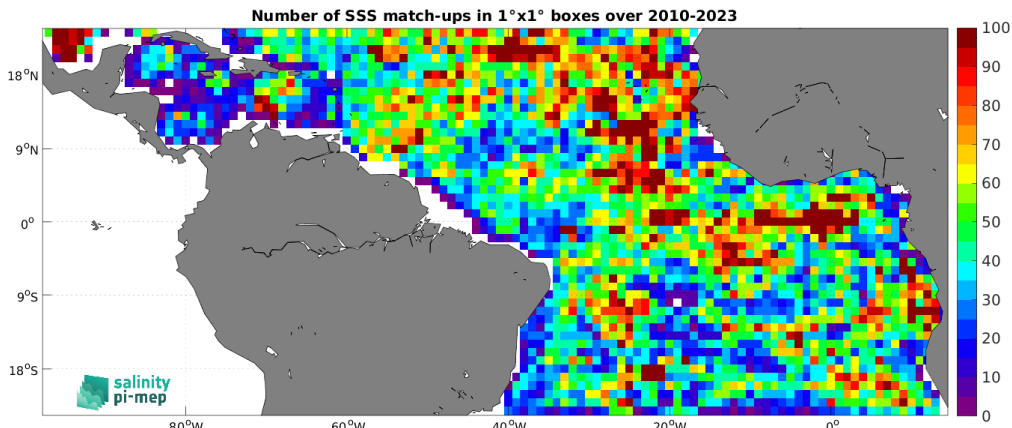 Number of SSS match-ups in 1°x1° boxes over 2010-2023
100
90
80
70
60
50
40
30
20
10
0
18°N
9°N
0°
9°S
18°S
80°W
60°W
40°W
20°W
0°
salinity
pi-mep